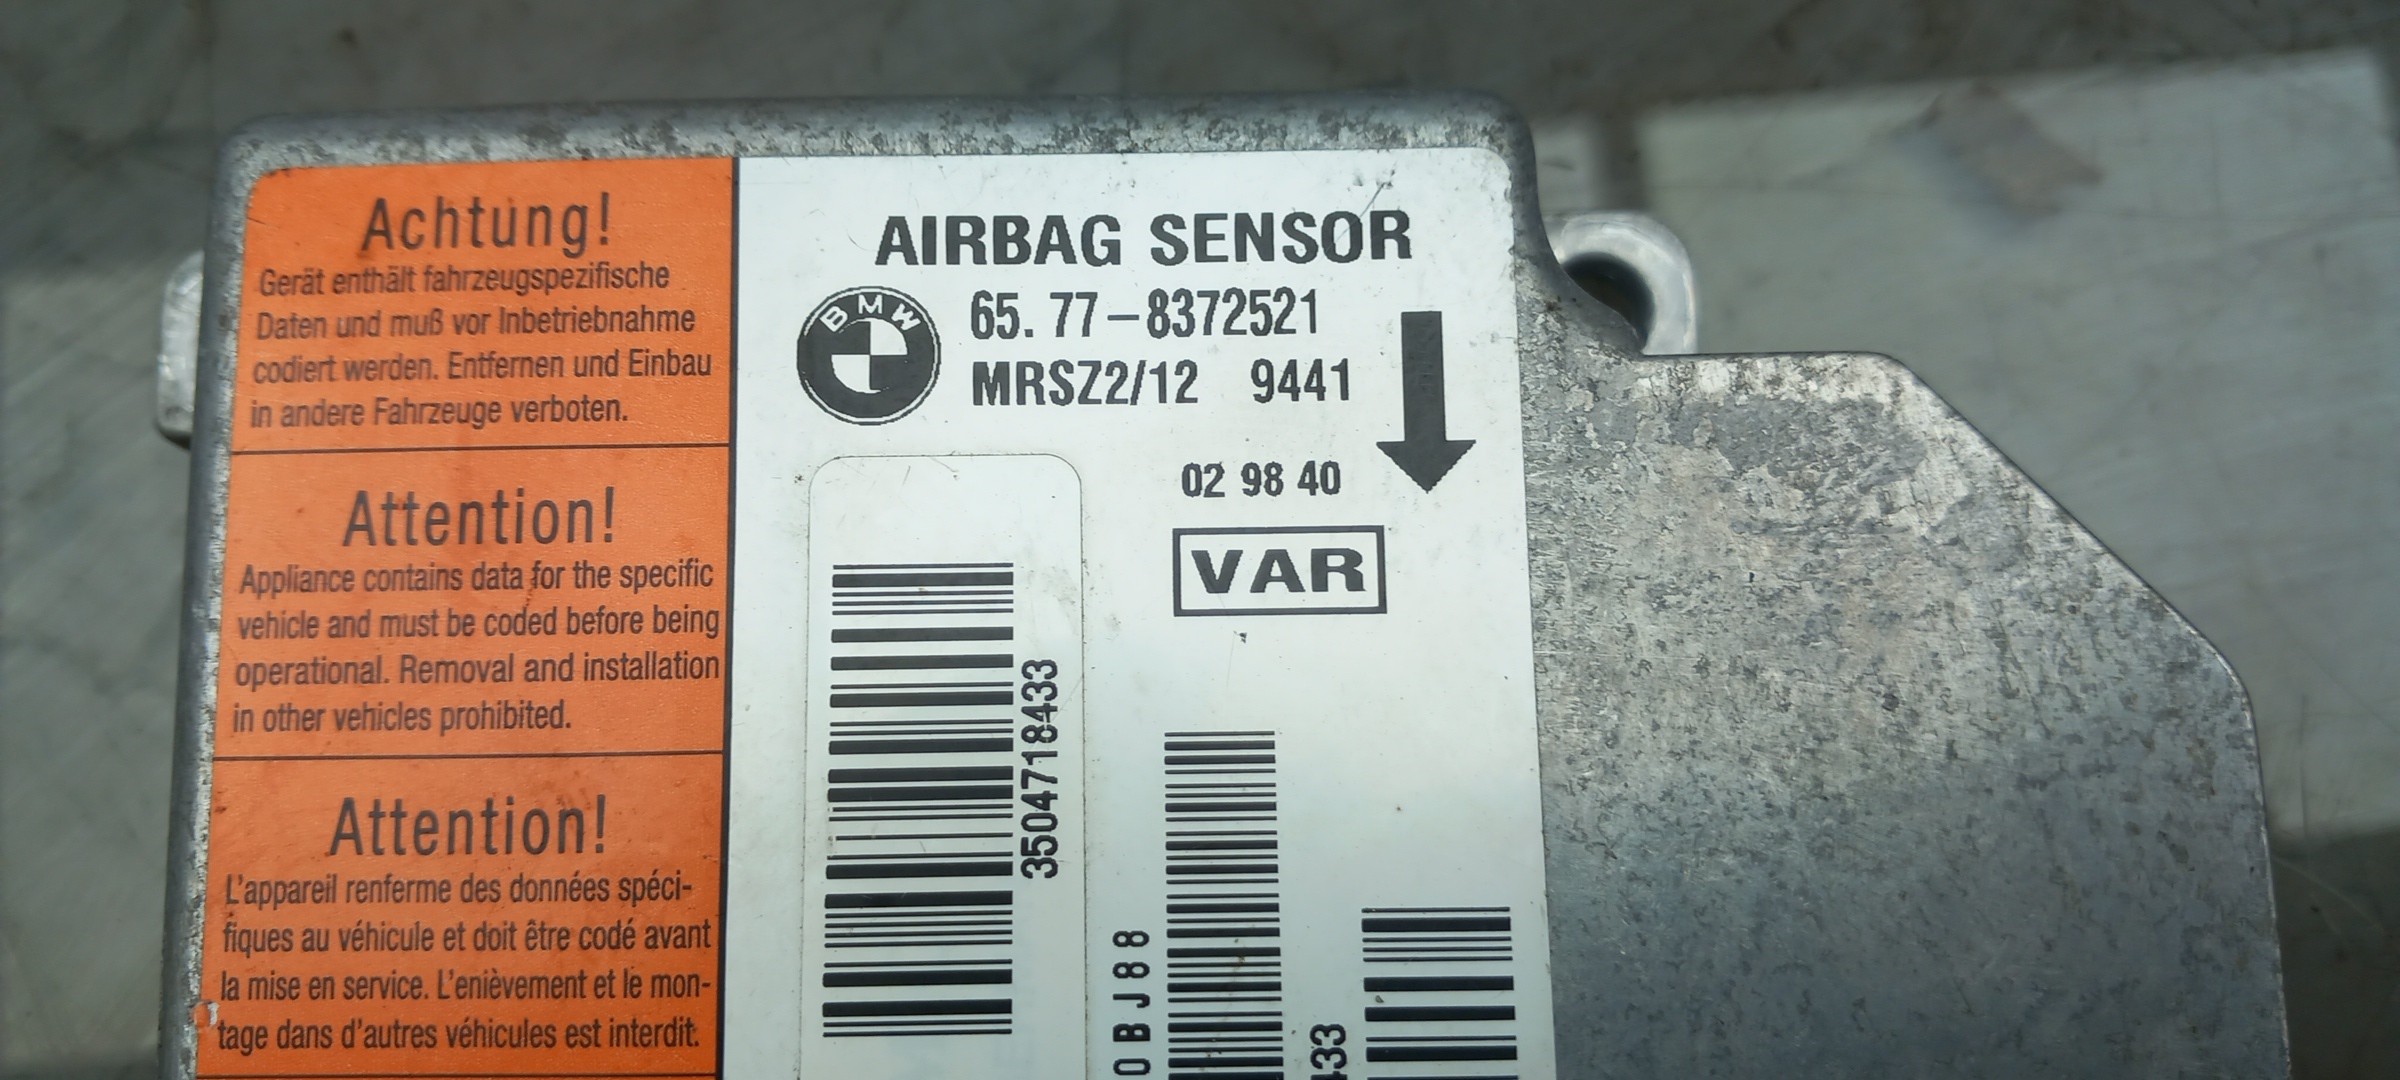 Achtung!
Gerät enthält fahrzeugspezifische
Daten und muß vor Inbetriebnahme
codiert werden. Entfernen und Einbau
in andere Fahrzeuge verboten.
Attention!
Appliance contains data for the specific
vehicle and must be coded before being
operational. Removal and installation
in other vehicles prohibited.
Attention!
L'appareil renferme des données spéci-
fiques au véhicule et doit être codé avant
la mise en service. L'enièvement et le mon-
tage dans d'autres véhicules est interdit.
AIRBAG SENSOR
BMW
65. 77-8372521
MRSZ2/12 9441
02 98 40
VAR
3504718433
0BJ88
433